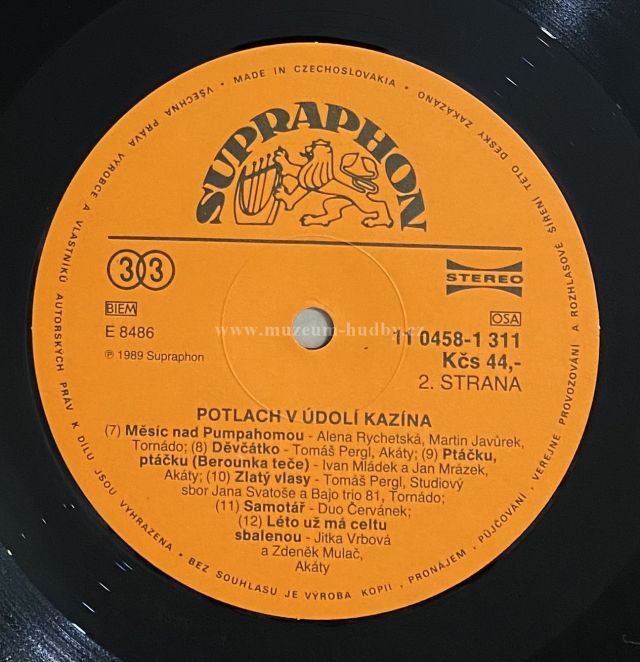 SUPRAPHON
33
STEREO
BIEM
OSA
E 8486
11 0458-1 311
℗ 1989 Supraphon
Kčs 44,-
2. STRANA
www.muzeum-hudby.cz
POTLACH V ÚDOLÍ KAZÍNA
(7) Měsíc nad Pumpahomou - Alena Rychetská, Martin Javůrek,
Tornádo; (8) Děvčátko - Tomáš Pergl, Akáty; (9) Ptáčku,
ptáčku (Berounka teče) - Ivan Mládek a Jan Mrázek,
Akáty; (10) Zlatý vlasy - Tomáš Pergl, Studiový
sbor Jana Svatoše a Bajo trio 81, Tornádo;
(11) Samotář - Duo Červánek;
(12) Léto už má celtu
sbalenou - Jitka Vrbová
a Zdeněk Mulač,
Akáty
• MADE IN CZECHOSLOVAKIA • VŠECHNA PRÁVA VÝROBCE A VLASTNÍKŮ AUTORSKÝCH PRÁV K DÍLU JSOU VYHRAZENA • BEZ SOUHLASU JE VÝROBA KOPIÍ, PRONÁJEM, PŮJČOVÁNÍ, VEŘEJNÉ PROVOZOVÁNÍ A ROZHLASOVÉ ŠÍŘENÍ TÉTO DESKY ZAKÁZÁNO